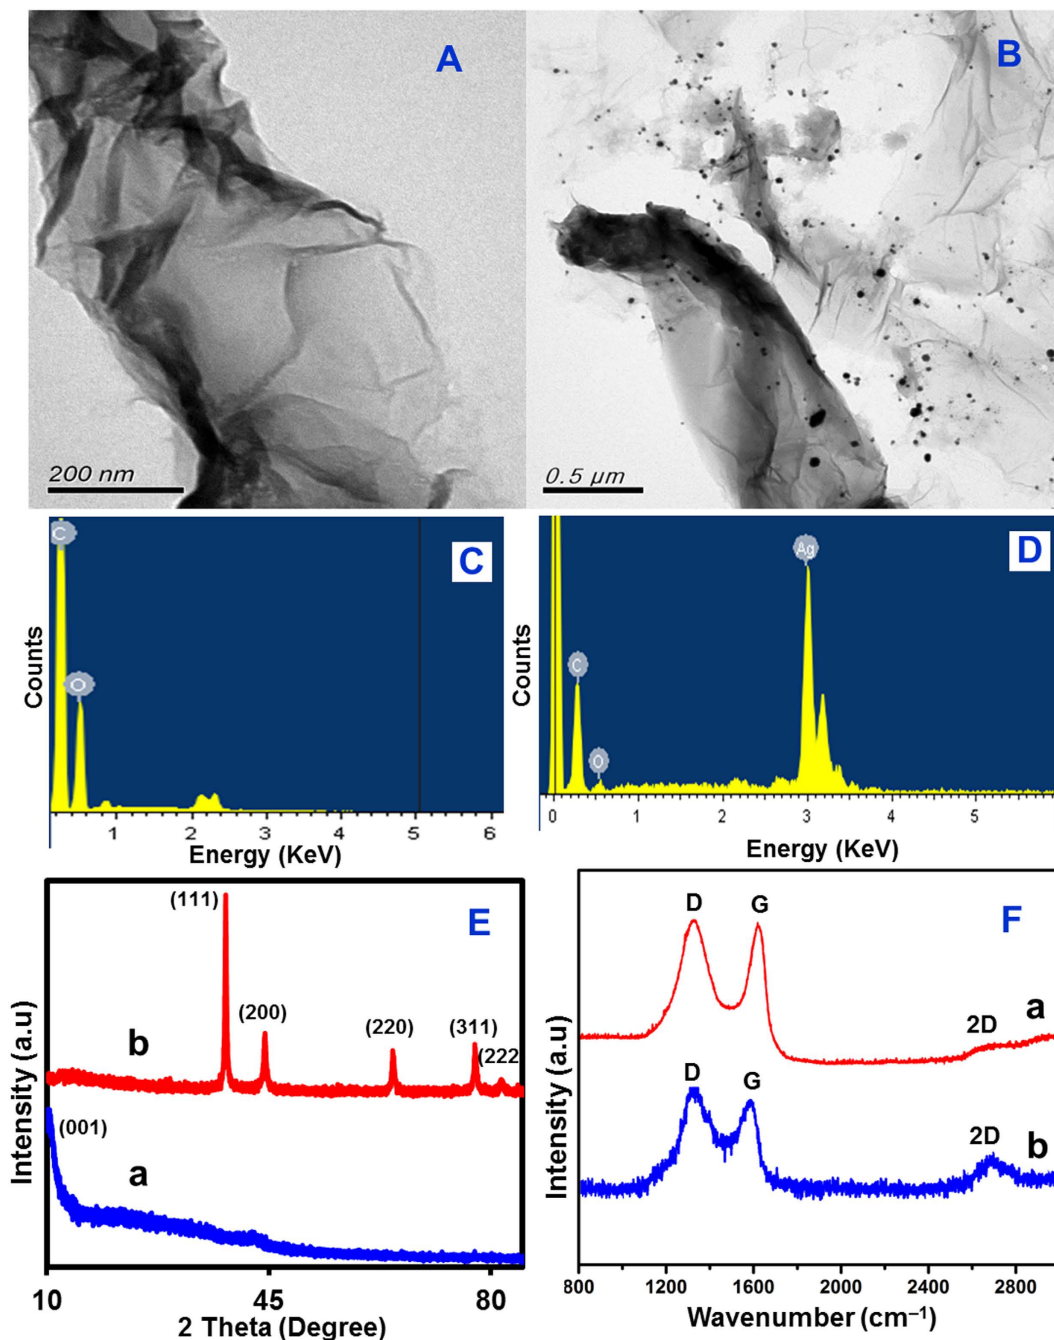 A
200 nm
B
0.5 µm
C
O
C
Counts
1 2 3 4 5 6
Energy (KeV)
C
O
Ag
D
Counts
0 1 2 3 4 5
Energy (KeV)
(111)
(200)
(220)
(311)
(222
E
b
(001)
a
Intensity (a.u)
10 45 80
2 Theta (Degree)
D
G
F
2D
a
D
G
2D
b
Intensity (a.u)
800 1200 1600 2000 2400 2800
Wavenumber (cm⁻¹)